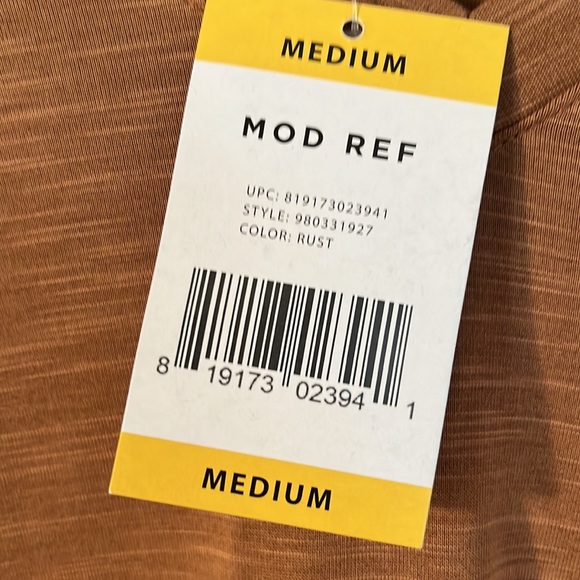 MEDIUM
MOD REF
UPC: 819173023941
STYLE: 980331927
COLOR: RUST
8 19173 02394 1
MEDIUM